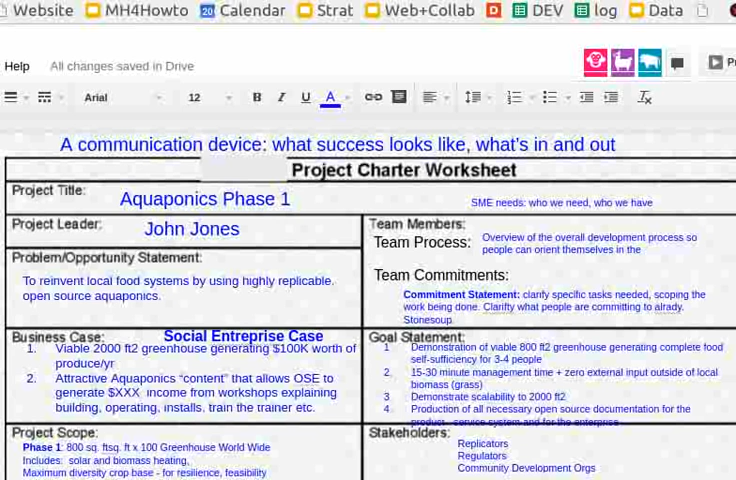 Website MH4Howto 20 Calendar Strat Web+Collab D DEV log Data
Help All changes saved in Drive
Arial 12 B I U A
A communication device: what success looks like, what's in and out
Project Charter Worksheet
Project Title:
Aquaponics Phase 1
SME needs: who we need, who we have
Project Leader:
John Jones
Team Members:
Team Process:
Overview of the overall development process so
people can orient themselves in the
Problem/Opportunity Statement:
To reinvent local food systems by using highly replicable.
open source aquaponics.
Team Commitments:
Commitment Statement: clarify specific tasks needed, scoping the
work being done. Clarifty what people are committing to alrady.
Stonesoup.
Business Case:
Social Entreprise Case
1. Viable 2000 ft2 greenhouse generating $100K worth of
produce/yr
2. Attractive Aquaponics “content” that allows OSE to
generate $XXX income from workshops explaining
building, operating, installs, train the trainer etc.
Goal Statement:
1 Demonstration of viable 800 ft2 greenhouse generating complete food
self-sufficiency for 3-4 people
2. 15-30 minute management time + zero external input outside of local
biomass (grass)
3 Demonstrate scalability to 2000 ft2
4. Production of all necessary open source documentation for the
product - service system and for the enterprise
Project Scope:
Phase 1: 800 sq. ftsq. ft x 100 Greenhouse World Wide
Includes: solar and biomass heating,
Maximum diversity crop base - for resilience, feasibility
Stakeholders:
Replicators
Regulators
Community Development Orgs